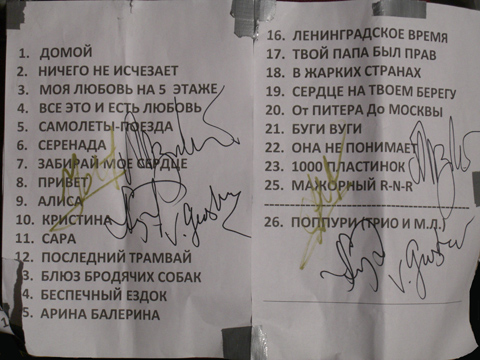 1. ДОМОЙ
2. НИЧЕГО НЕ ИСЧЕЗАЕТ
3. МОЯ ЛЮБОВЬ НА 5 ЭТАЖЕ
4. ВСЕ ЭТО И ЕСТЬ ЛЮБОВЬ
5. САМОЛЕТЫ-ПОЕЗДА
6. СЕРЕНАДА
7. ЗАБИРАЙ МОЕ СЕРДЦЕ
8. ПРИВЕТ
9. АЛИСА
10. КРИСТИНА
11. САРА
12. ПОСЛЕДНИЙ ТРАМВАЙ
3. БЛЮЗ БРОДЯЧИХ СОБАК
4. БЕСПЕЧНЫЙ ЕЗДОК
5. АРИНА БАЛЕРИНА
16. ЛЕНИНГРАДСКОЕ ВРЕМЯ
17. ТВОЙ ПАПА БЫЛ ПРАВ
18. В ЖАРКИХ СТРАНАХ
19. СЕРДЦЕ НА ТВОЕМ БЕРЕГУ
20. От ПИТЕРА До МОСКВЫ
21. БУГИ ВУГИ
22. ОНА НЕ ПОНИМАЕТ
23. 1000 ПЛАСТИНОК
25. МАЖОРНЫЙ R-N-R
26. ПОППУРИ (ТРИО И М.Л.)